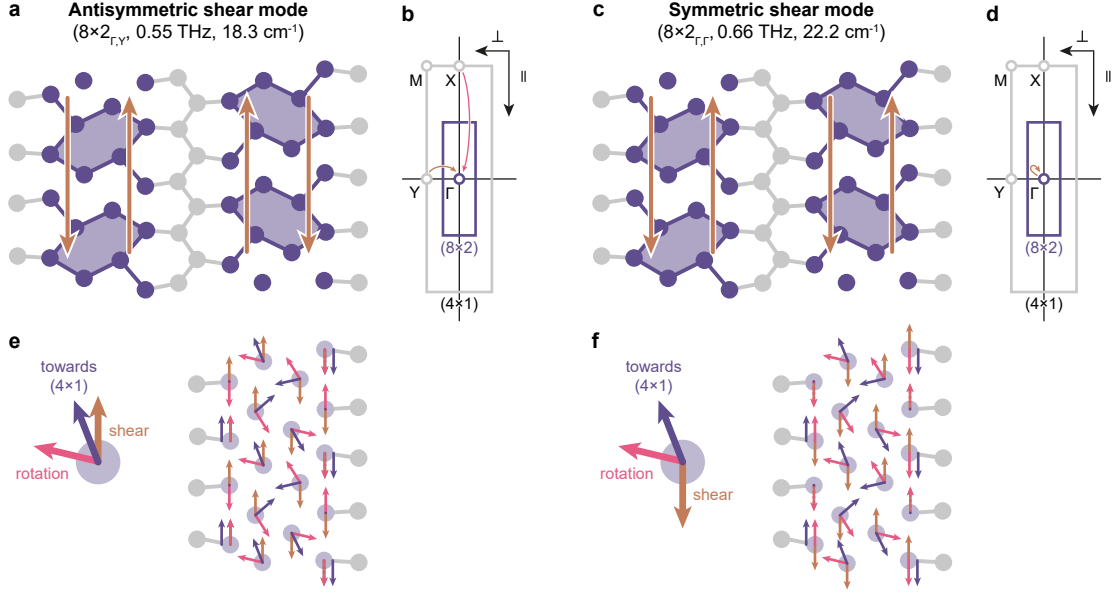 a
Antisymmetric shear mode
(8×2Γ,Y, 0.55 THz, 18.3 cm-1)
b
⊥
M
X
||
Y
Γ
(8×2)
(4×1)
c
Symmetric shear mode
(8×2Γ,Γ, 0.66 THz, 22.2 cm-1)
d
⊥
M
X
||
Y
Γ
(8×2)
(4×1)
e
towards
(4×1)
shear
rotation
f
towards
(4×1)
rotation
shear